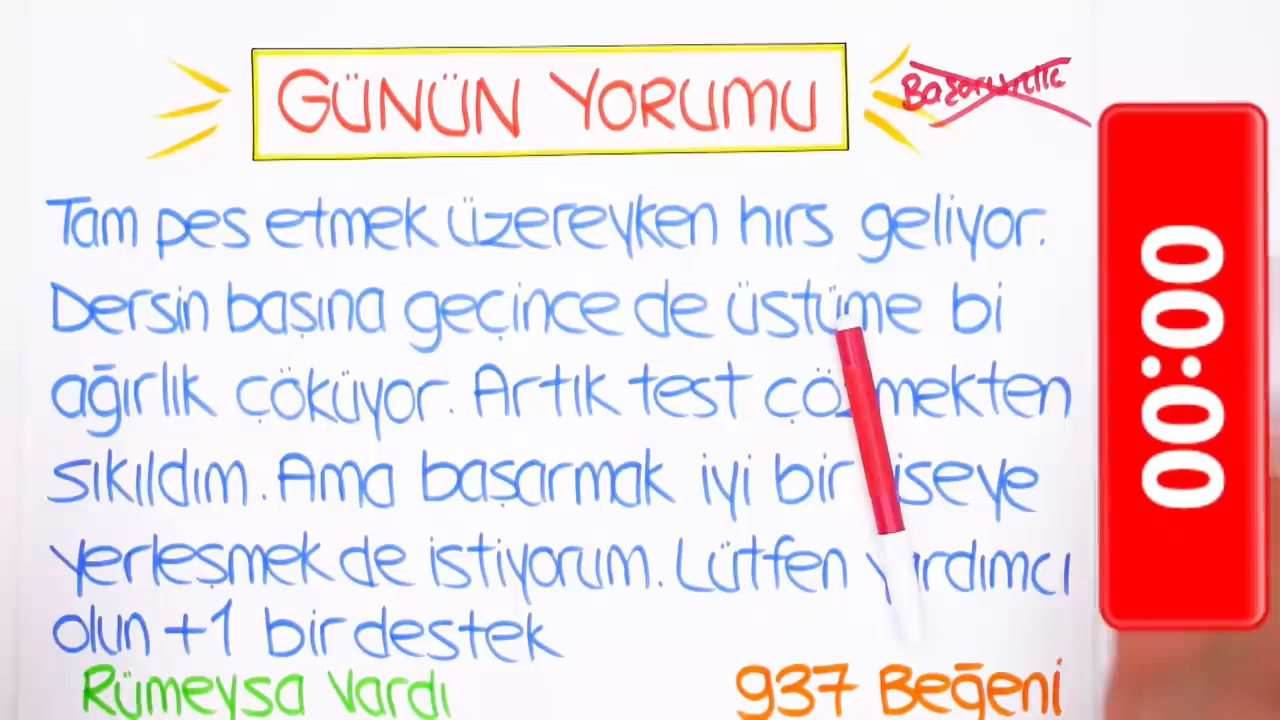 GÜNÜN YORUMU
Tam pes etmek üzereyken hırs geliyor.
Dersin başına geçince de üstüme bi
ağırlık çöküyor. Artık test çözmekten
sıkıldım. Ama başarmak iyi bir liseye
yerleşmek de istiyorum. Lütfen yardımcı
olun +1 bir destek
Rümeysa Vardı
937 Beğeni
00:00